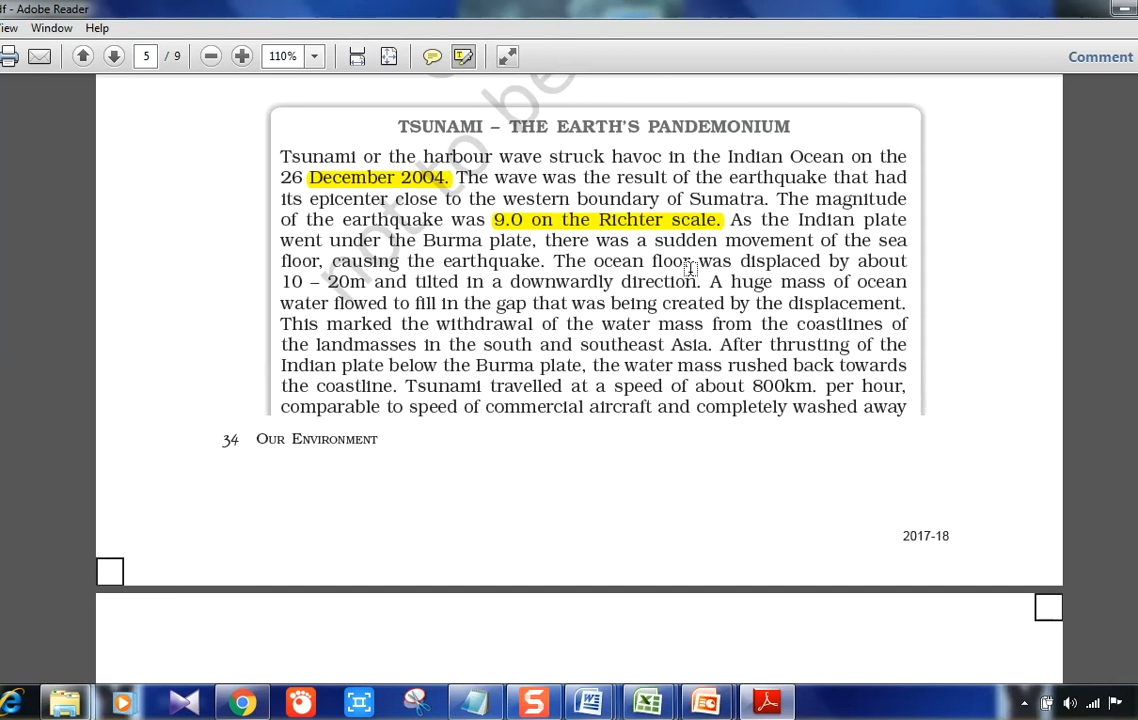 df - Adobe Reader
View Window Help
5 / 9 110% Comment
not to be
TSUNAMI – THE EARTH'S PANDEMONIUM
Tsunami or the harbour wave struck havoc in the Indian Ocean on the
26 December 2004. The wave was the result of the earthquake that had
its epicenter close to the western boundary of Sumatra. The magnitude
of the earthquake was 9.0 on the Richter scale. As the Indian plate
went under the Burma plate, there was a sudden movement of the sea
floor, causing the earthquake. The ocean floor was displaced by about
10 – 20m and tilted in a downwardly direction. A huge mass of ocean
water flowed to fill in the gap that was being created by the displacement.
This marked the withdrawal of the water mass from the coastlines of
the landmasses in the south and southeast Asia. After thrusting of the
Indian plate below the Burma plate, the water mass rushed back towards
the coastline. Tsunami travelled at a speed of about 800km. per hour,
comparable to speed of commercial aircraft and completely washed away
34 OUR ENVIRONMENT
2017-18